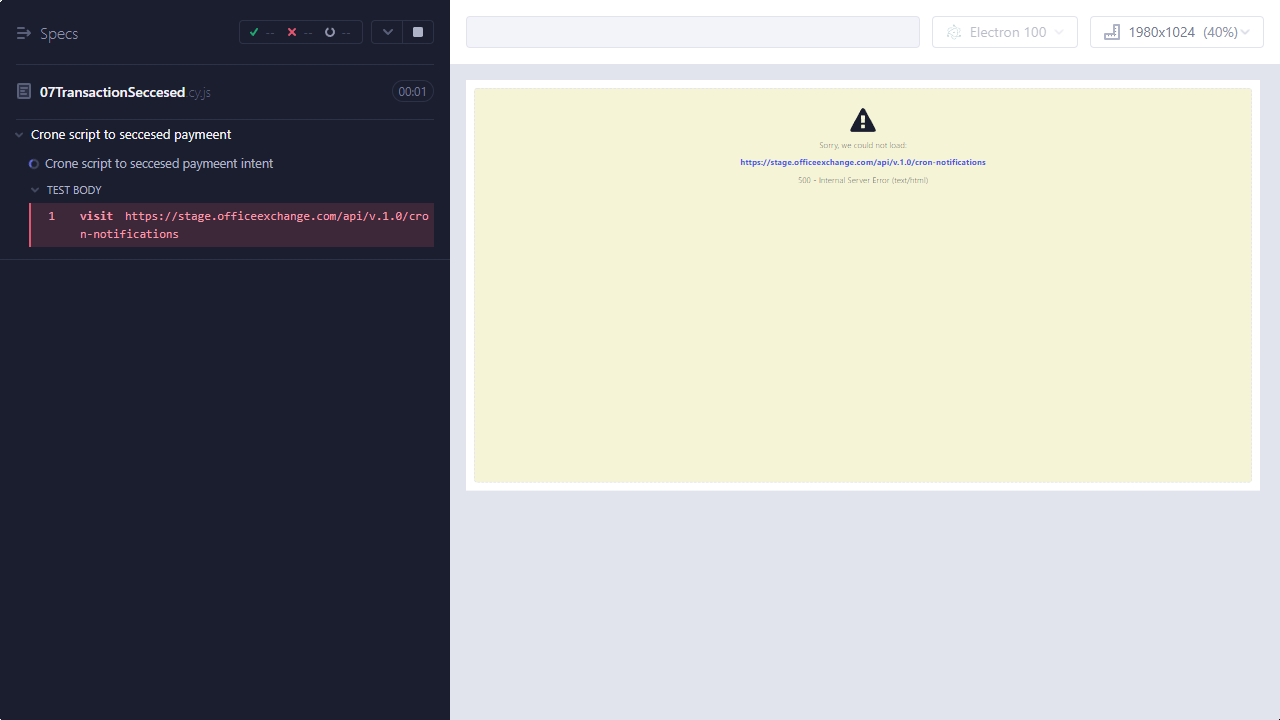 Specs
-- -- --
07TransactionSeccesed.cy.js
00:01
Crone script to seccesed paymeent
Crone script to seccesed paymeent intent
TEST BODY
1 visit https://stage.officeexchange.com/api/v.1.0/cro
n-notifications
Electron 100
1980x1024 (40%)
Sorry, we could not load:
https://stage.officeexchange.com/api/v.1.0/cron-notifications
500 - Internal Server Error (text/html)